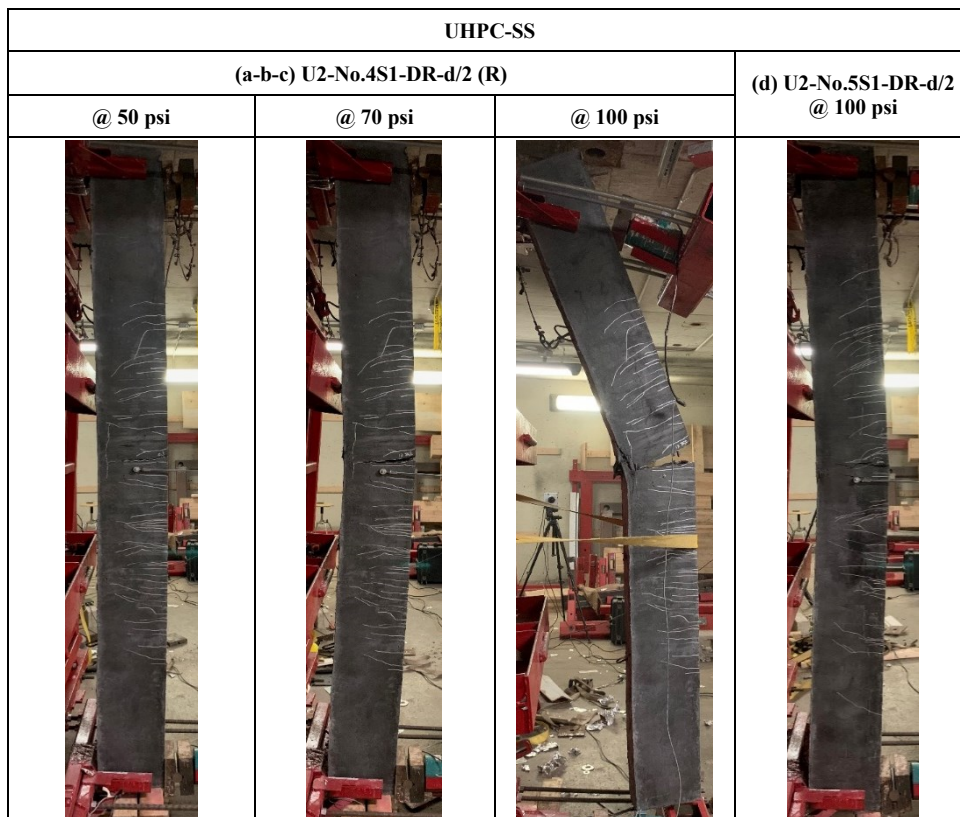 UHPC-SS
(a-b-c) U2-No.4S1-DR-d/2 (R)
(d) U2-No.5S1-DR-d/2
@ 100 psi
@ 50 psi
@ 70 psi
@ 100 psi